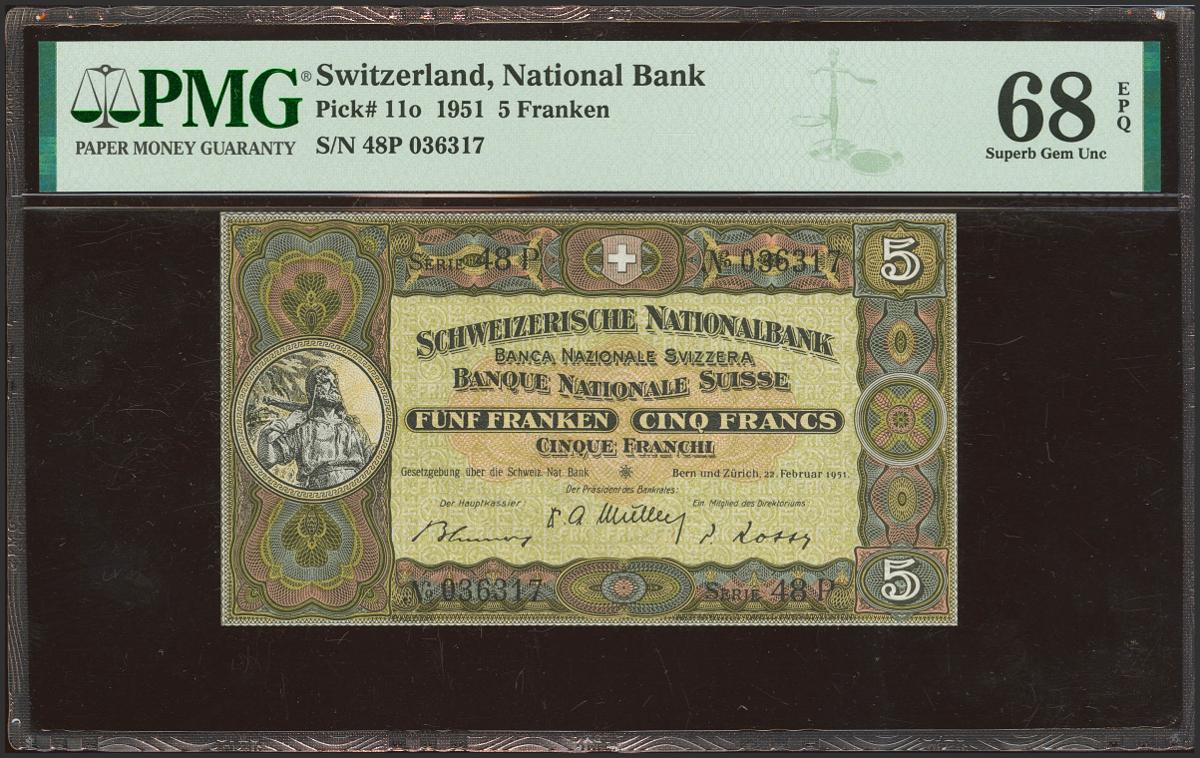 PMG®
PAPER MONEY GUARANTY
Switzerland, National Bank
Pick# 11o 1951 5 Franken
S/N 48P 036317
68
EPQ
Superb Gem Unc
SERIE 48 P
No 036317
5
SCHWEIZERISCHE NATIONALBANK
BANCA NAZIONALE SVIZZERA
BANQUE NATIONALE SUISSE
FÜNF FRANKEN CINQ FRANCS
CINQUE FRANCHI
Gesetzgebung über die Schweiz. Nat. Bank
Bern und Zürich, 22. Februar 1951.
Der Präsident des Bankrates:
Der Hauptkassier
Ein Mitglied des Direktoriums
P. Rossy
No 036317
SERIE 48 P
5